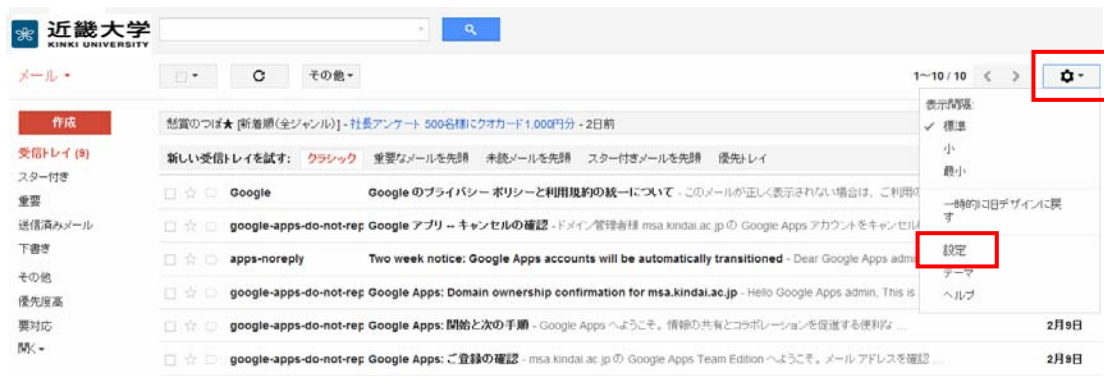 近畿大学
KINKI UNIVERSITY
メール
その他
1～10 / 10
作成
懸賞のつぼ★ [新着順(全ジャンル)] - 社長アンケート 500名様にクオカード1,000円分 - 2日前
受信トレイ (9)
新しい受信トレイを試す: クラシック 重要なメールを先頭 未読メールを先頭 スター付きメールを先頭 優先トレイ
スター付き
重要
送信済みメール
下書き
その他
優先度高
要対応
開く
Google Google のプライバシー ポリシーと利用規約の統一について - このメールが正しく表示されない場合は、ご利用の
google-apps-do-not-rep Google アプリ -- キャンセルの確認 - ドメイン管理者様 msa.kindai.ac.jp の Google Apps アカウントをキャンセル
apps-noreply Two week notice: Google Apps accounts will be automatically transitioned - Dear Google Apps admi
google-apps-do-not-rep Google Apps: Domain ownership confirmation for msa.kindai.ac.jp - Hello Google Apps admin, This is
google-apps-do-not-rep Google Apps: 開始と次の手順 - Google Apps へようこそ。情報の共有とコラボレーションを促進する便利な ... 2月9日
google-apps-do-not-rep Google Apps: ご登録の確認 - msa.kindai.ac.jp の Google Apps Team Edition へようこそ。メール アドレスを確認 ... 2月9日
表示間隔:
標準
小
最小
一時的に旧デザインに戻
す
設定
テーマ
ヘルプ